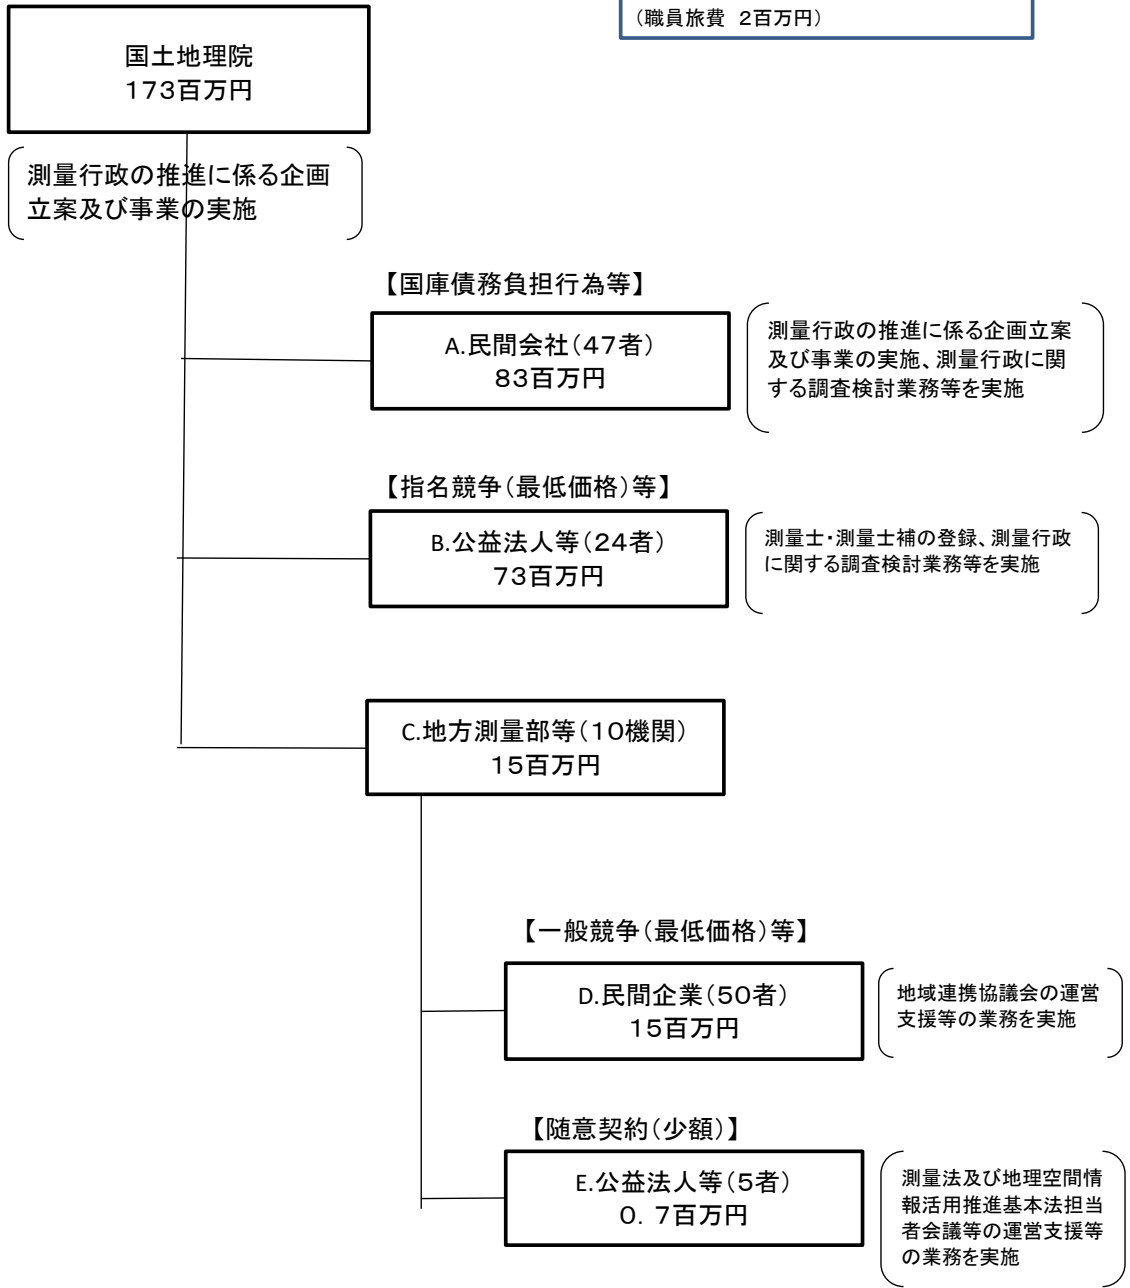 (職員旅費 2百万円)
国土地理院
173百万円
測量行政の推進に係る企画
立案及び事業の実施
【国庫債務負担行為等】
A.民間会社(47者)
83百万円
測量行政の推進に係る企画立案
及び事業の実施、測量行政に関
する調査検討業務等を実施
【指名競争(最低価格)等】
B.公益法人等(24者)
73百万円
測量士・測量士補の登録、測量行政
に関する調査検討業務等を実施
C.地方測量部等(10機関)
15百万円
【一般競争(最低価格)等】
D.民間企業(50者)
15百万円
地域連携協議会の運営
支援等の業務を実施
【随意契約(少額)】
E.公益法人等(5者)
0.7百万円
測量法及び地理空間情
報活用推進基本法担当
者会議等の運営支援等
の業務を実施